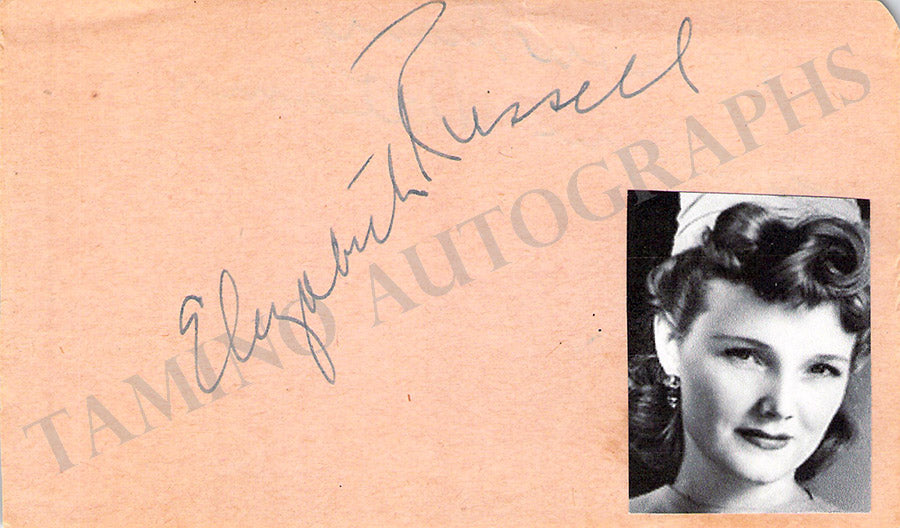 Elizabeth Russell
TAMINO AUTOGRAPHS